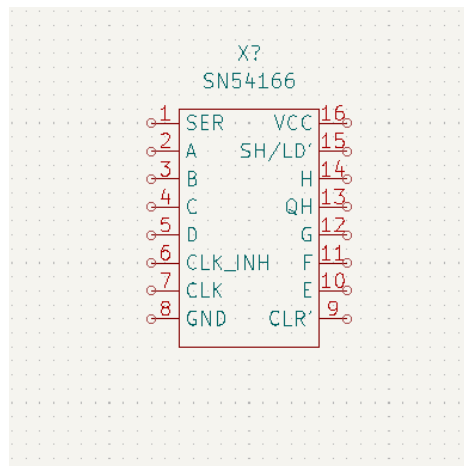 X?
SN54166
1 SER VCC 16
2 A SH/LD' 15
3 B H 14
4 C QH 13
5 D G 12
6 CLK_INH F 11
7 CLK E 10
8 GND CLR' 9